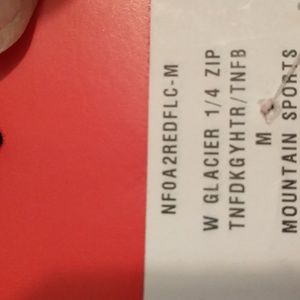 NF0A2REDFLC-M
W GLACIER 1/4 ZIP
TNFDKGYHTR/TNFB
M
MOUNTAIN SPORTS